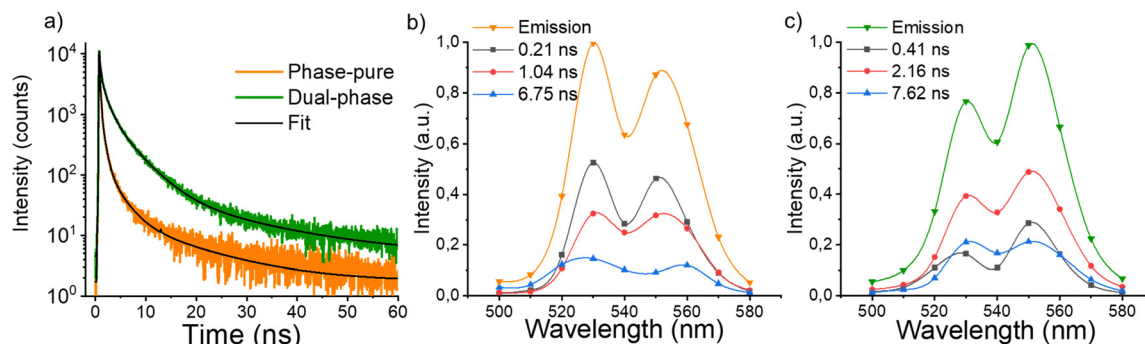 a)
Intensity (counts)
10⁴
10³
10²
10¹
10⁰
Phase-pure
Dual-phase
Fit
0 10 20 30 40 50 60
Time (ns)
b)
Emission
0.21 ns
1.04 ns
6.75 ns
Intensity (a.u.)
1,0
0,8
0,6
0,4
0,2
0,0
500 520 540 560 580
Wavelength (nm)
c)
Emission
0.41 ns
2.16 ns
7.62 ns
Intensity (a.u.)
1,0
0,8
0,6
0,4
0,2
0,0
500 520 540 560 580
Wavelength (nm)